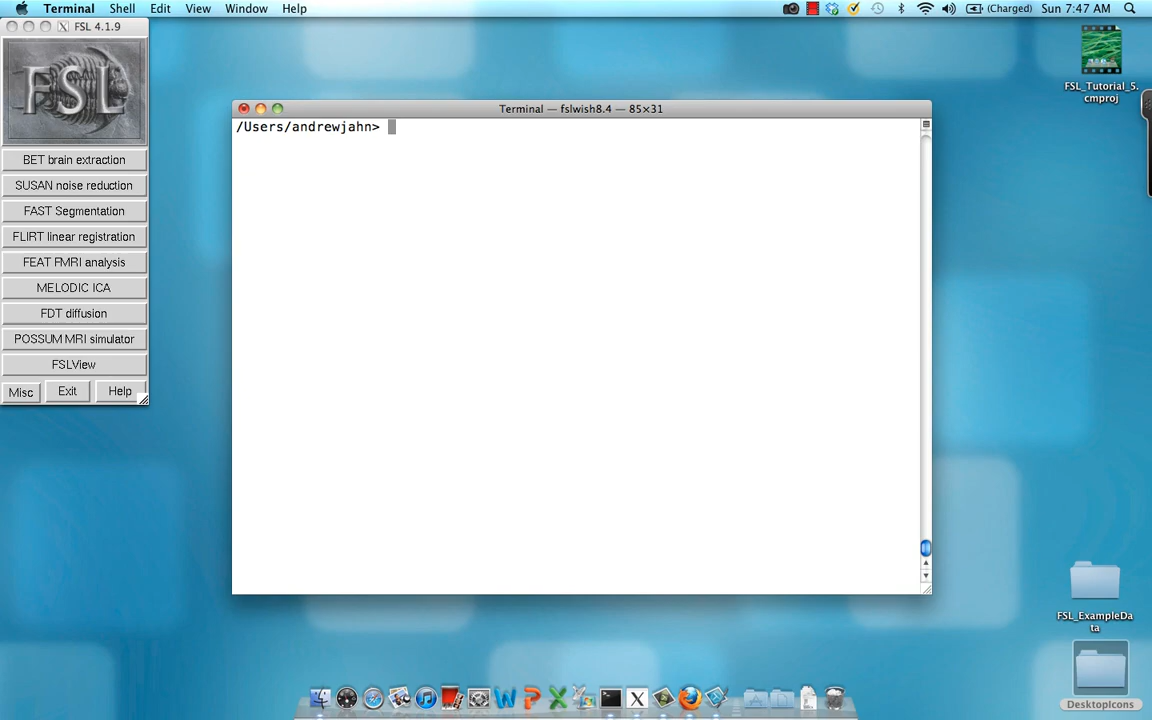 Terminal Shell Edit View Window Help
(Charged) Sun 7:47 AM
X FSL 4.1.9
FSL
BET brain extraction
SUSAN noise reduction
FAST Segmentation
FLIRT linear registration
FEAT FMRI analysis
MELODIC ICA
FDT diffusion
POSSUM MRI simulator
FSLView
Misc Exit Help
Terminal — fslwish8.4 — 85×31
/Users/andrewjahn>
FSL_Tutorial_5.
cmproj
FSL_ExampleDa
ta
DesktopIcons